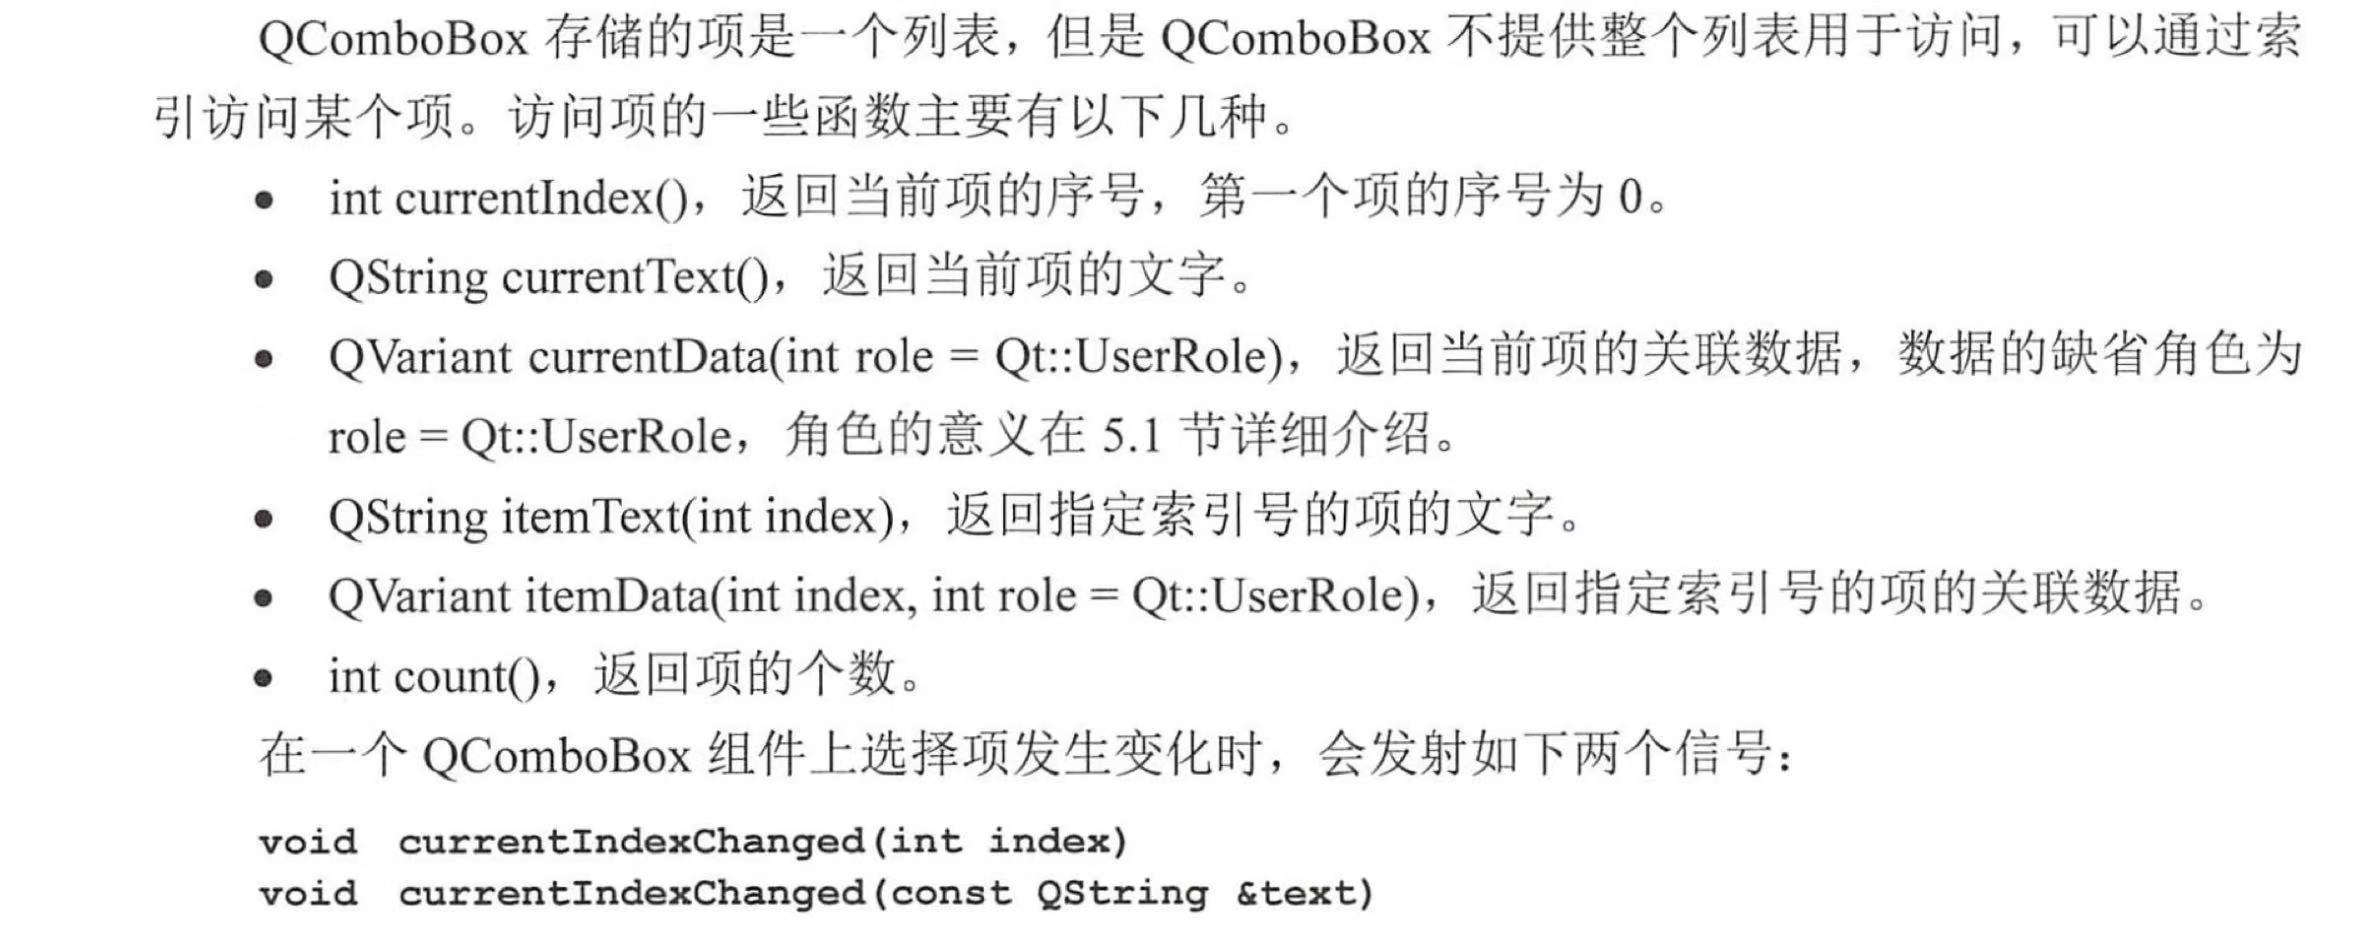 QComboBox 存储的项是一个列表，但是 QComboBox 不提供整个列表用于访问，可以通过索
引访问某个项。访问项的一些函数主要有以下几种。
● int currentIndex()，返回当前项的序号，第一个项的序号为 0。
● QString currentText()，返回当前项的文字。
● QVariant currentData(int role = Qt::UserRole)，返回当前项的关联数据，数据的缺省角色为
role = Qt::UserRole，角色的意义在 5.1 节详细介绍。
● QString itemText(int index)，返回指定索引号的项的文字。
● QVariant itemData(int index, int role = Qt::UserRole)，返回指定索引号的项的关联数据。
● int count()，返回项的个数。
在一个 QComboBox 组件上选择项发生变化时，会发射如下两个信号：
void currentIndexChanged(int index)
void currentIndexChanged(const QString &text)